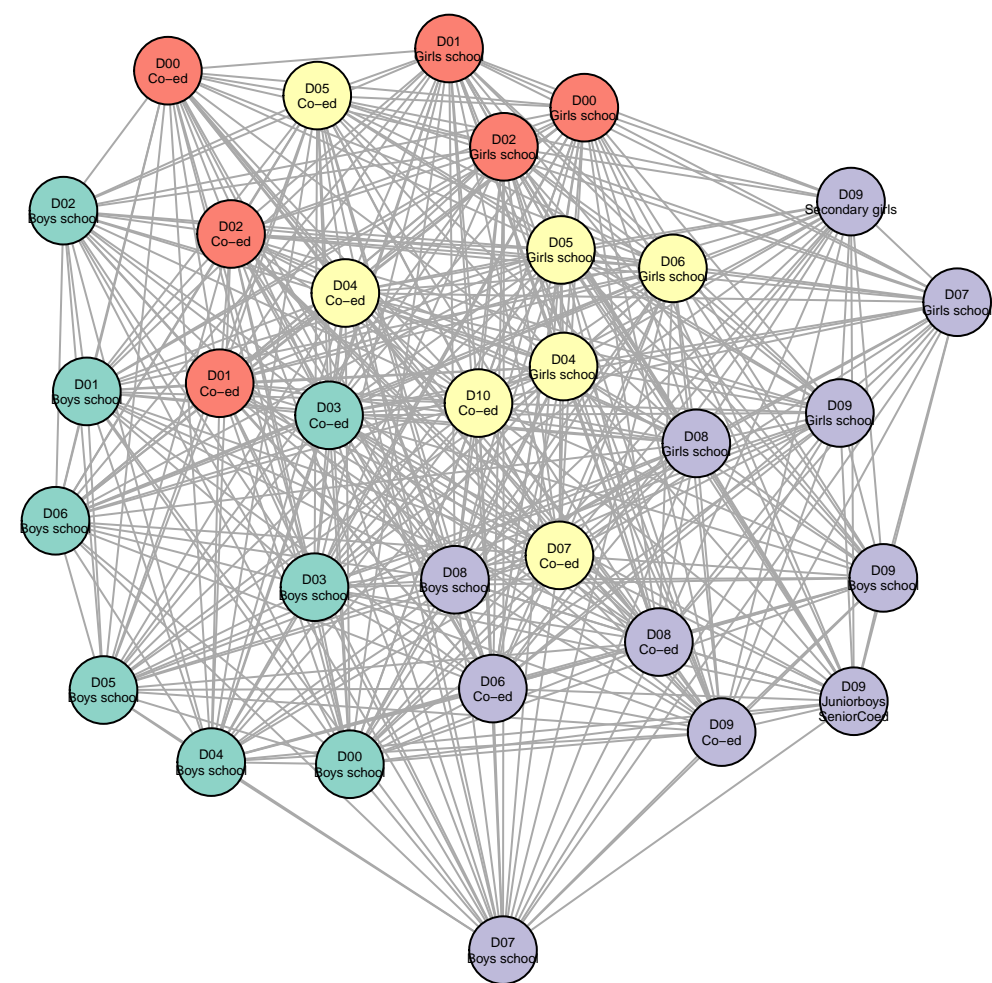 D01
Girls school
D00
Co-ed
D05
Co-ed
D00
Girls school
D02
Girls school
D09
Secondary girls
D02
Boys school
D02
Co-ed
D05
Girls school
D06
Girls school
D04
Co-ed
D07
Girls school
D04
Girls school
D01
Boys school
D01
Co-ed
D03
Co-ed
D10
Co-ed
D09
Girls school
D08
Girls school
D06
Boys school
D07
Co-ed
D03
Boys school
D08
Boys school
D09
Boys school
D08
Co-ed
D05
Boys school
D06
Co-ed
D09
Juniorboys
SeniorCoed
D09
Co-ed
D04
Boys school
D00
Boys school
D07
Boys school